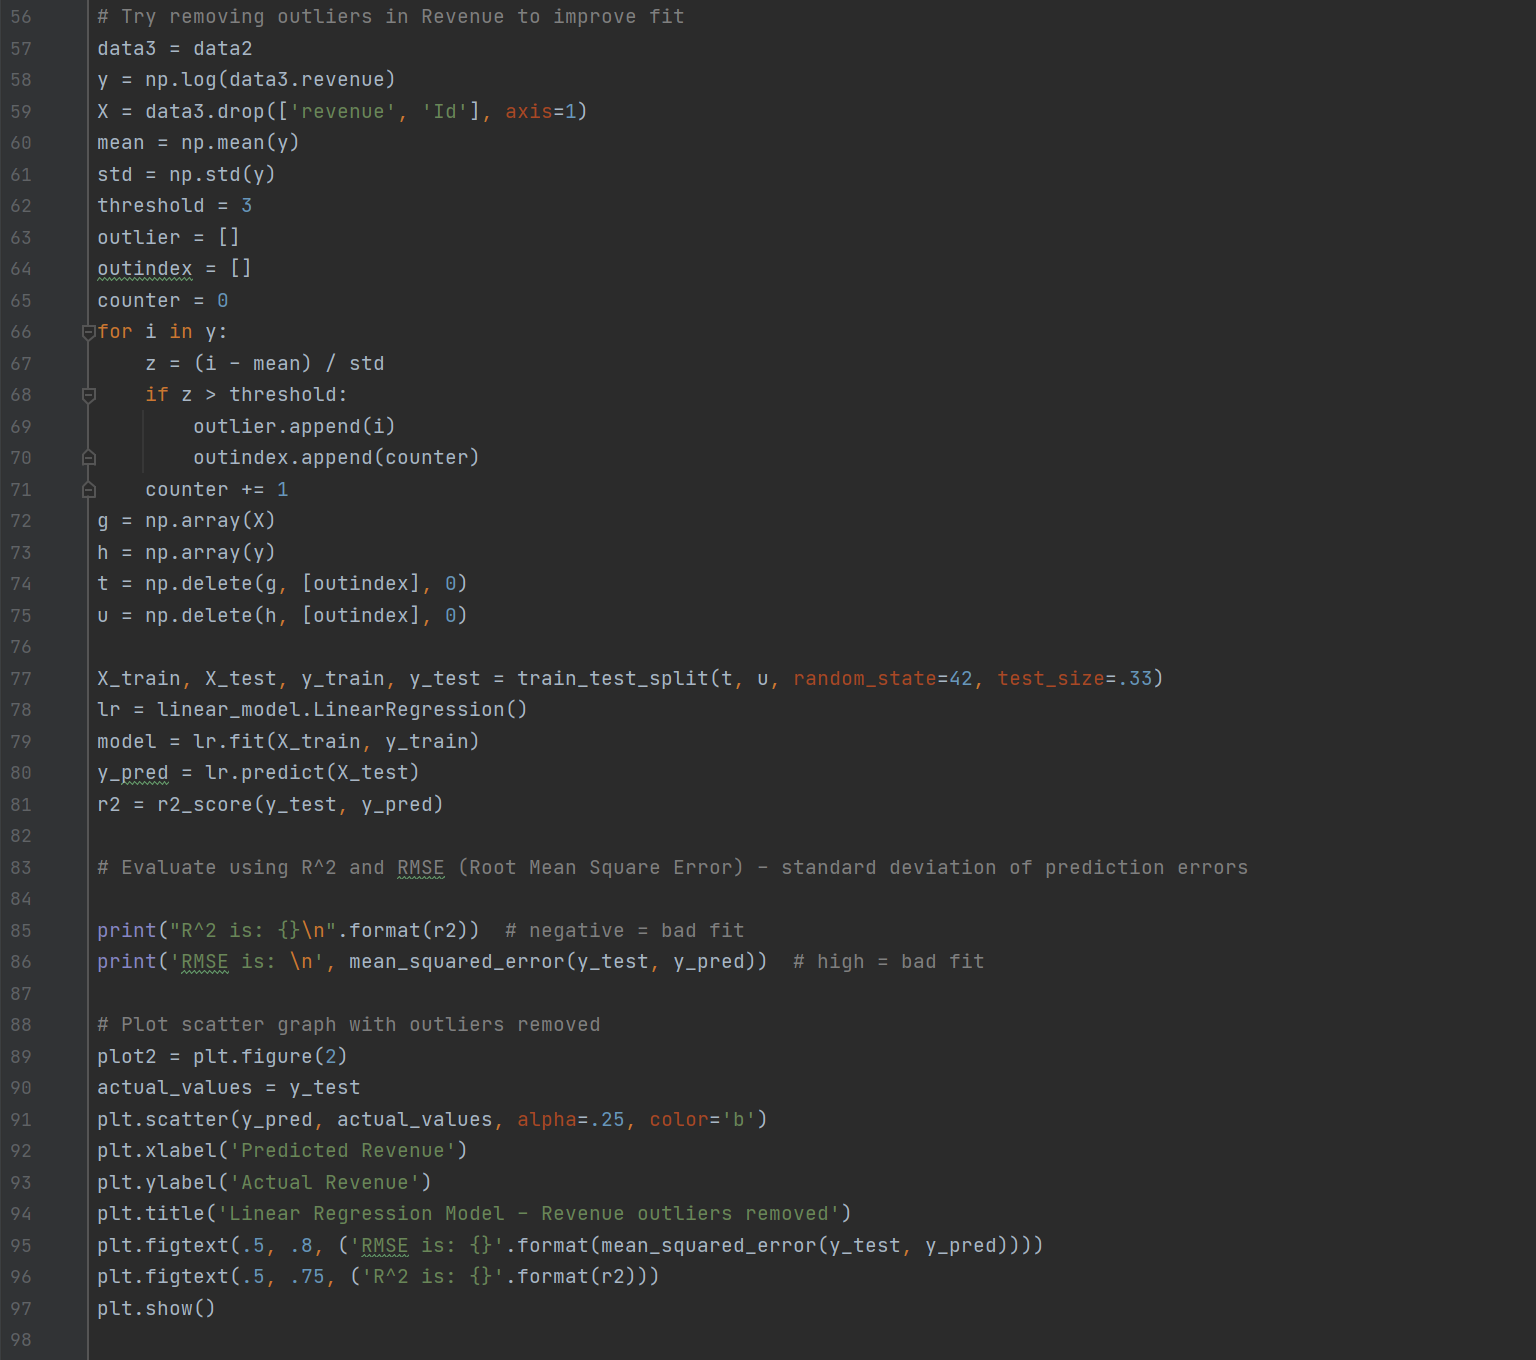 56 # Try removing outliers in Revenue to improve fit
57 data3 = data2
58 y = np.log(data3.revenue)
59 X = data3.drop(['revenue', 'Id'], axis=1)
60 mean = np.mean(y)
61 std = np.std(y)
62 threshold = 3
63 outlier = []
64 outindex = []
65 counter = 0
66 for i in y:
67     z = (i - mean) / std
68     if z > threshold:
69         outlier.append(i)
70         outindex.append(counter)
71     counter += 1
72 g = np.array(X)
73 h = np.array(y)
74 t = np.delete(g, [outindex], 0)
75 u = np.delete(h, [outindex], 0)
76
77 X_train, X_test, y_train, y_test = train_test_split(t, u, random_state=42, test_size=.33)
78 lr = linear_model.LinearRegression()
79 model = lr.fit(X_train, y_train)
80 y_pred = lr.predict(X_test)
81 r2 = r2_score(y_test, y_pred)
82
83 # Evaluate using R^2 and RMSE (Root Mean Square Error) - standard deviation of prediction errors
84
85 print("R^2 is: {}\n".format(r2))  # negative = bad fit
86 print('RMSE is: \n', mean_squared_error(y_test, y_pred))  # high = bad fit
87
88 # Plot scatter graph with outliers removed
89 plot2 = plt.figure(2)
90 actual_values = y_test
91 plt.scatter(y_pred, actual_values, alpha=.25, color='b')
92 plt.xlabel('Predicted Revenue')
93 plt.ylabel('Actual Revenue')
94 plt.title('Linear Regression Model - Revenue outliers removed')
95 plt.figtext(.5, .8, ('RMSE is: {}'.format(mean_squared_error(y_test, y_pred))))
96 plt.figtext(.5, .75, ('R^2 is: {}'.format(r2)))
97 plt.show()
98